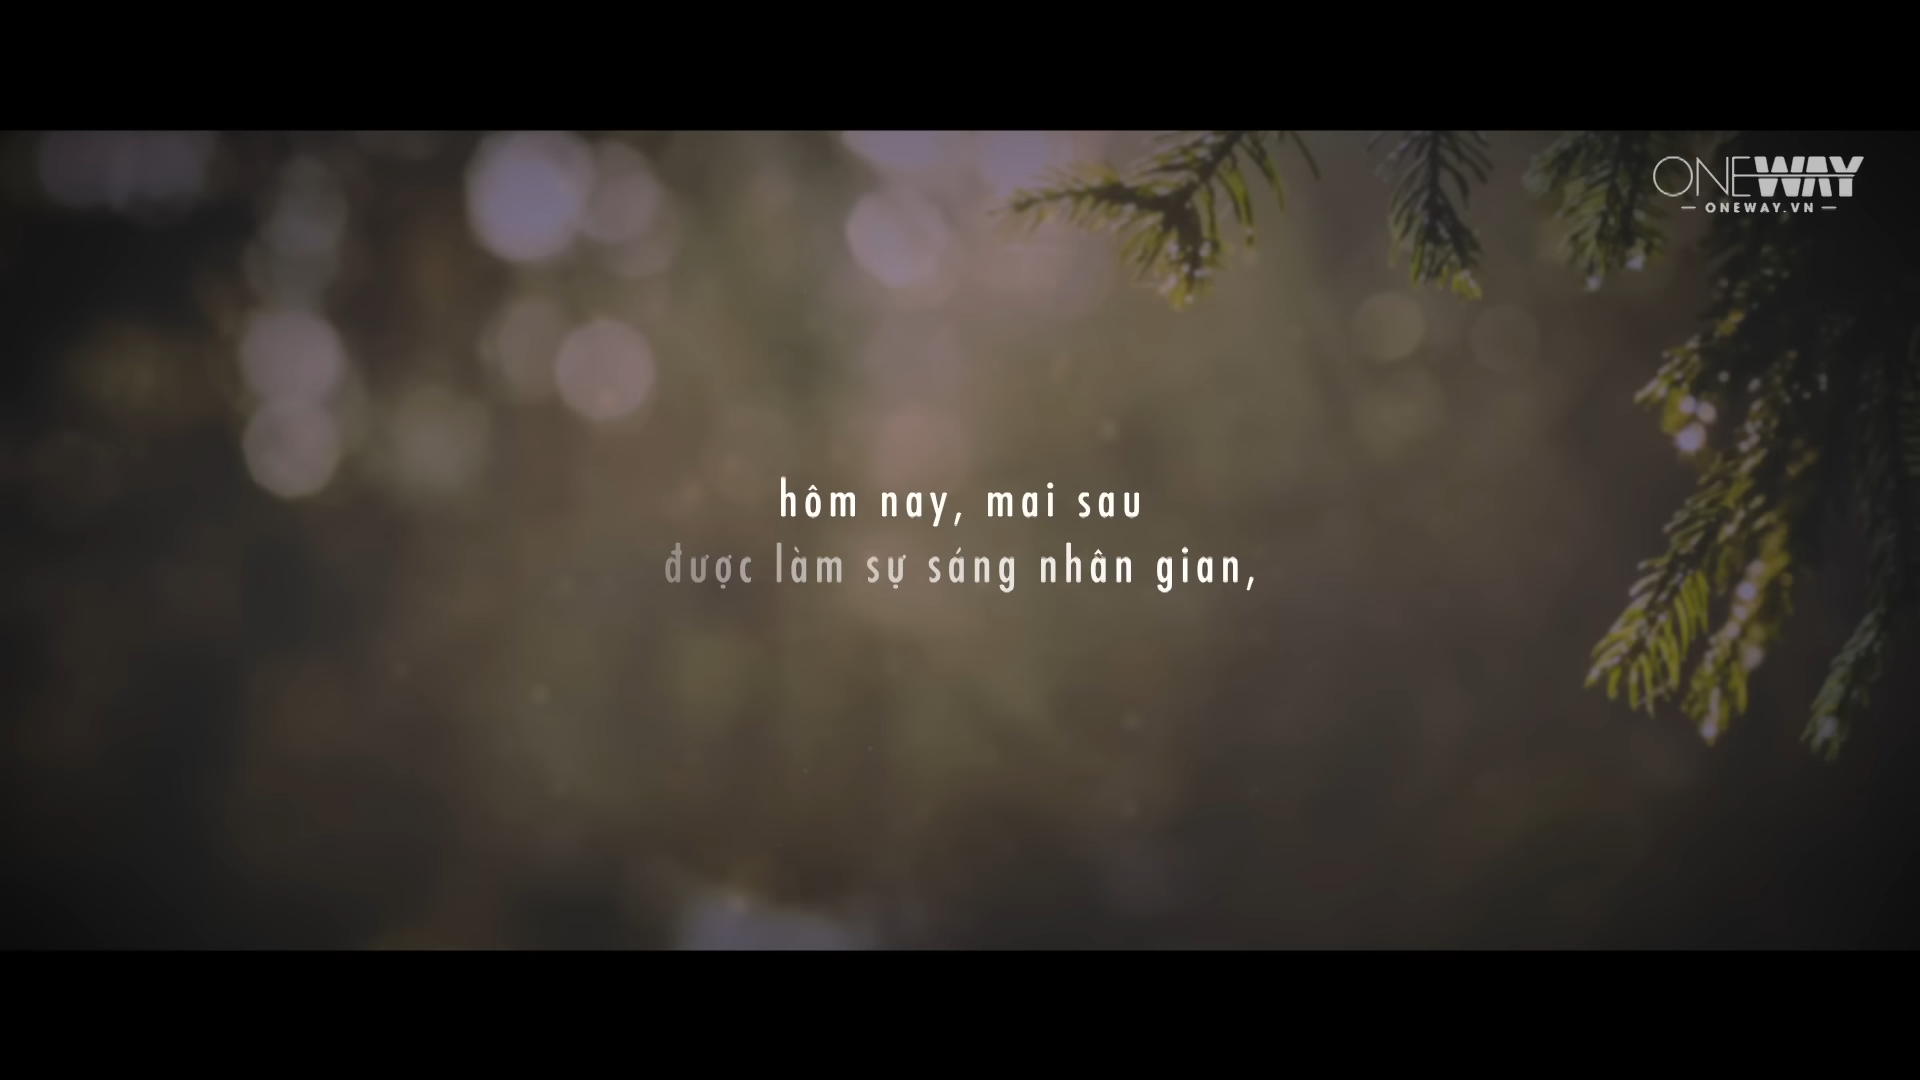 ONEWAY
— ONEWAY.VN —
hôm nay, mai sau
được làm sự sáng nhân gian,